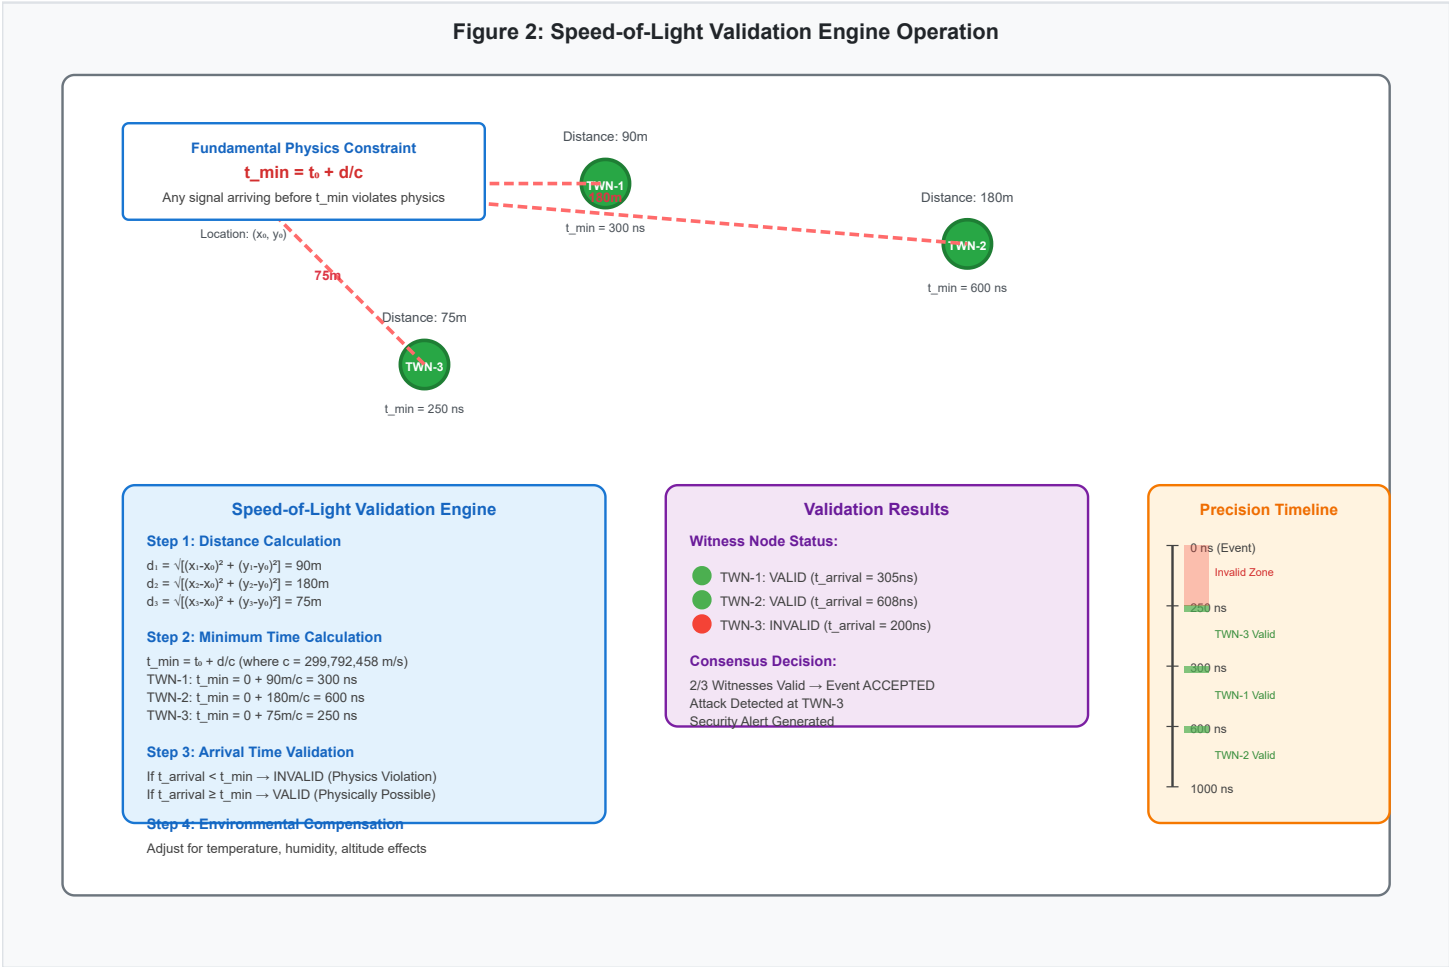 Figure 2: Speed-of-Light Validation Engine Operation
Fundamental Physics Constraint
t_min = t₀ + d/c
Any signal arriving before t_min violates physics
Location: (x₀, y₀)
Distance: 90m
TWN-1
180m
t_min = 300 ns
Distance: 180m
TWN-2
t_min = 600 ns
75m
Distance: 75m
TWN-3
t_min = 250 ns
Speed-of-Light Validation Engine
Step 1: Distance Calculation
d₁ = √[(x₁-x₀)² + (y₁-y₀)²] = 90m
d₂ = √[(x₂-x₀)² + (y₂-y₀)²] = 180m
d₃ = √[(x₃-x₀)² + (y₃-y₀)²] = 75m
Step 2: Minimum Time Calculation
t_min = t₀ + d/c (where c = 299,792,458 m/s)
TWN-1: t_min = 0 + 90m/c = 300 ns
TWN-2: t_min = 0 + 180m/c = 600 ns
TWN-3: t_min = 0 + 75m/c = 250 ns
Step 3: Arrival Time Validation
If t_arrival < t_min → INVALID (Physics Violation)
If t_arrival ≥ t_min → VALID (Physically Possible)
Step 4: Environmental Compensation
Adjust for temperature, humidity, altitude effects
Validation Results
Witness Node Status:
TWN-1: VALID (t_arrival = 305ns)
TWN-2: VALID (t_arrival = 608ns)
TWN-3: INVALID (t_arrival = 200ns)
Consensus Decision:
2/3 Witnesses Valid → Event ACCEPTED
Attack Detected at TWN-3
Security Alert Generated
Precision Timeline
0 ns (Event)
Invalid Zone
250 ns
TWN-3 Valid
300 ns
TWN-1 Valid
600 ns
TWN-2 Valid
1000 ns